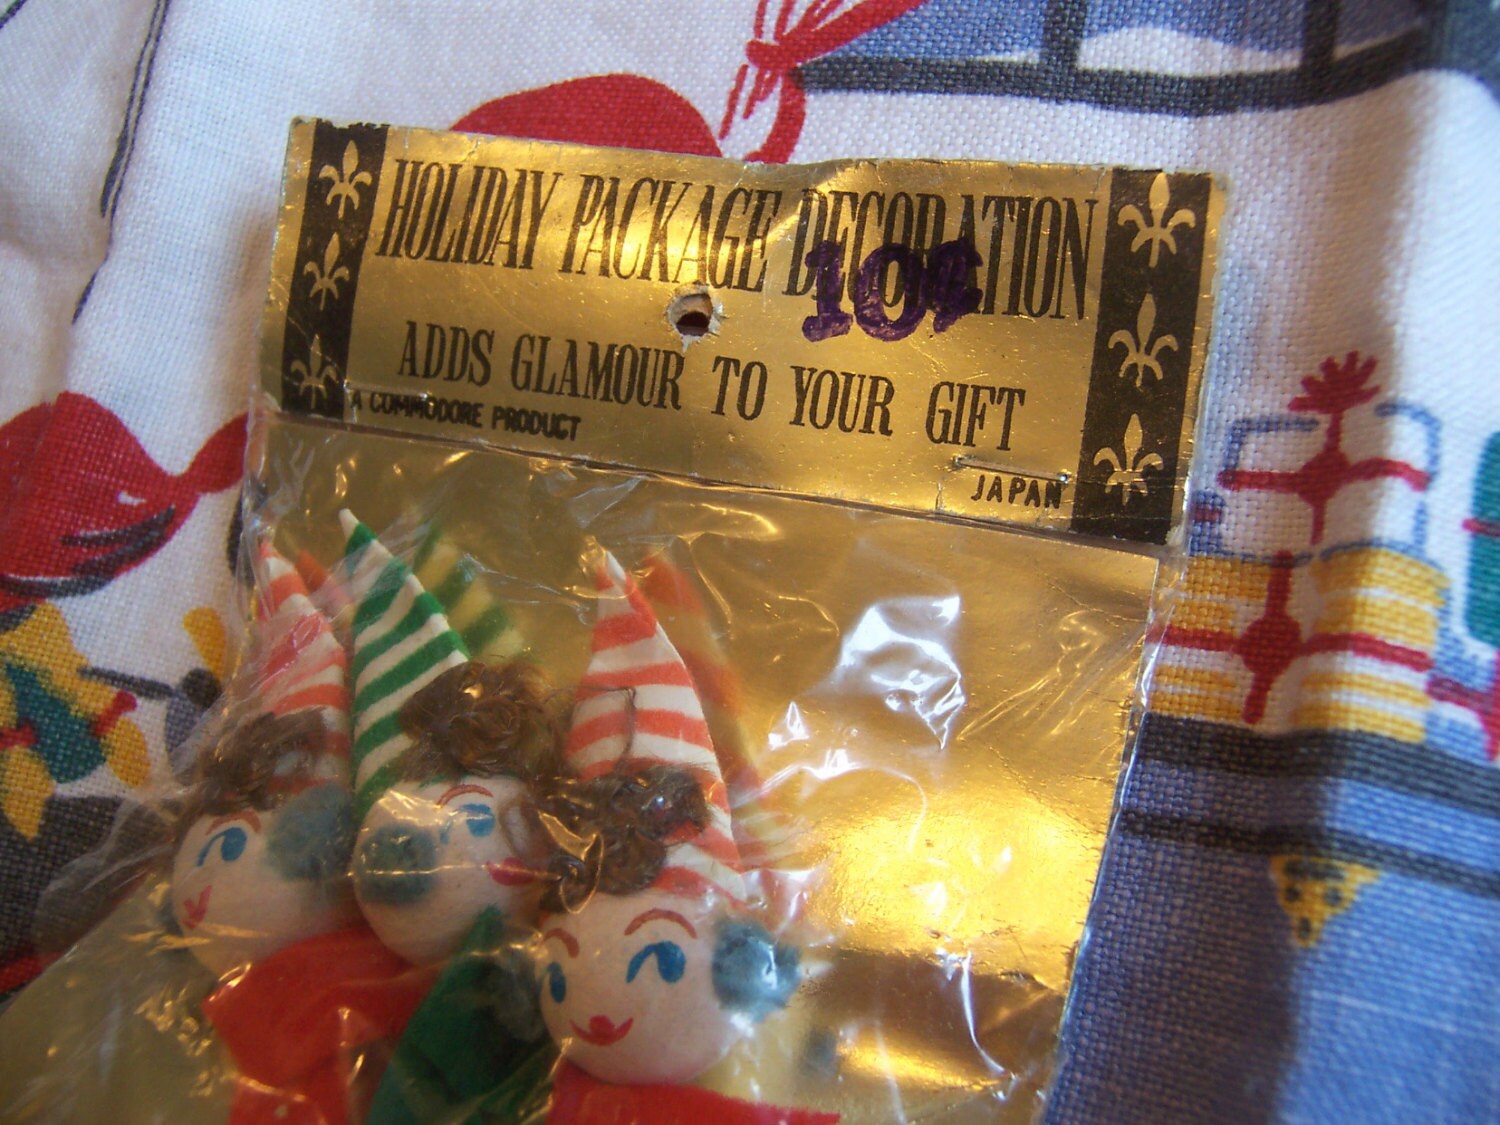 HOLIDAY PACKAGE DECORATION
10¢
ADDS GLAMOUR TO YOUR GIFT
A COMMODORE PRODUCT
JAPAN